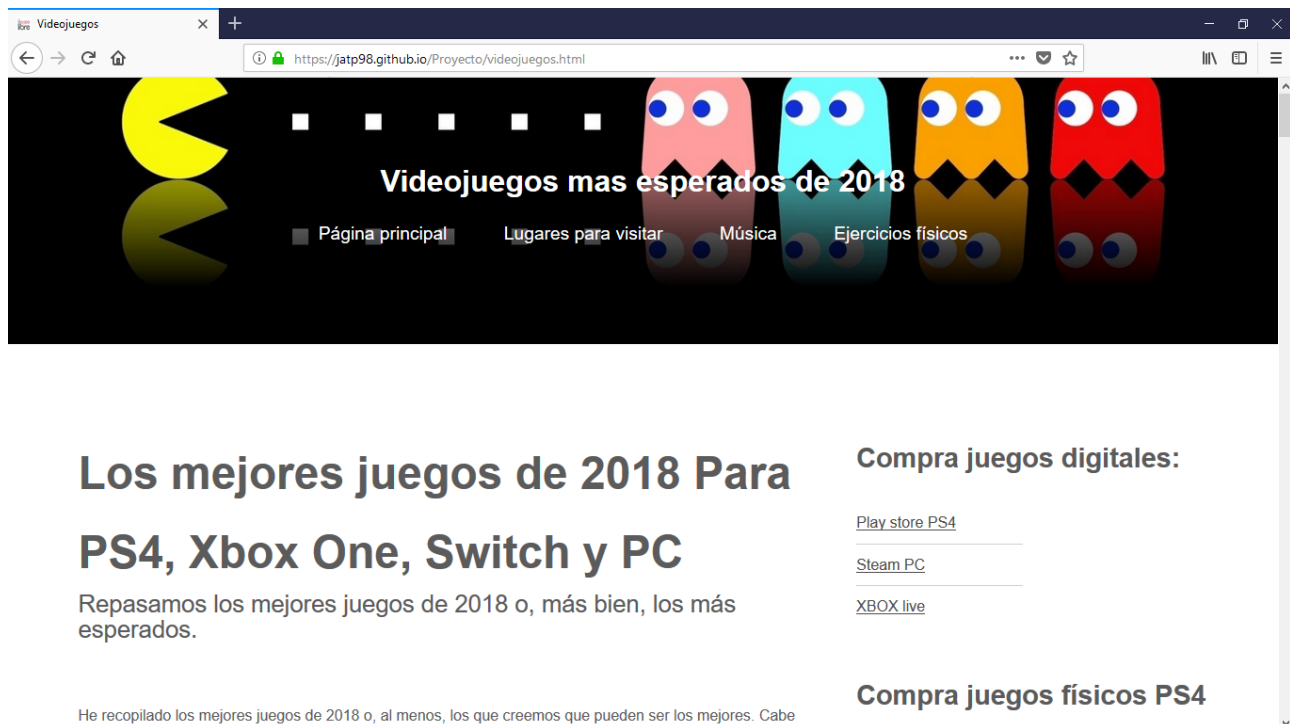 Videojuegos
https://jatp98.github.io/Proyecto/videojuegos.html
Videojuegos mas esperados de 2018
Página principal Lugares para visitar Música Ejercicios físicos
Los mejores juegos de 2018 Para
PS4, Xbox One, Switch y PC
Repasamos los mejores juegos de 2018 o, más bien, los más
esperados.
He recopilado los mejores juegos de 2018 o, al menos, los que creemos que pueden ser los mejores. Cabe
Compra juegos digitales:
Play store PS4
Steam PC
XBOX live
Compra juegos físicos PS4